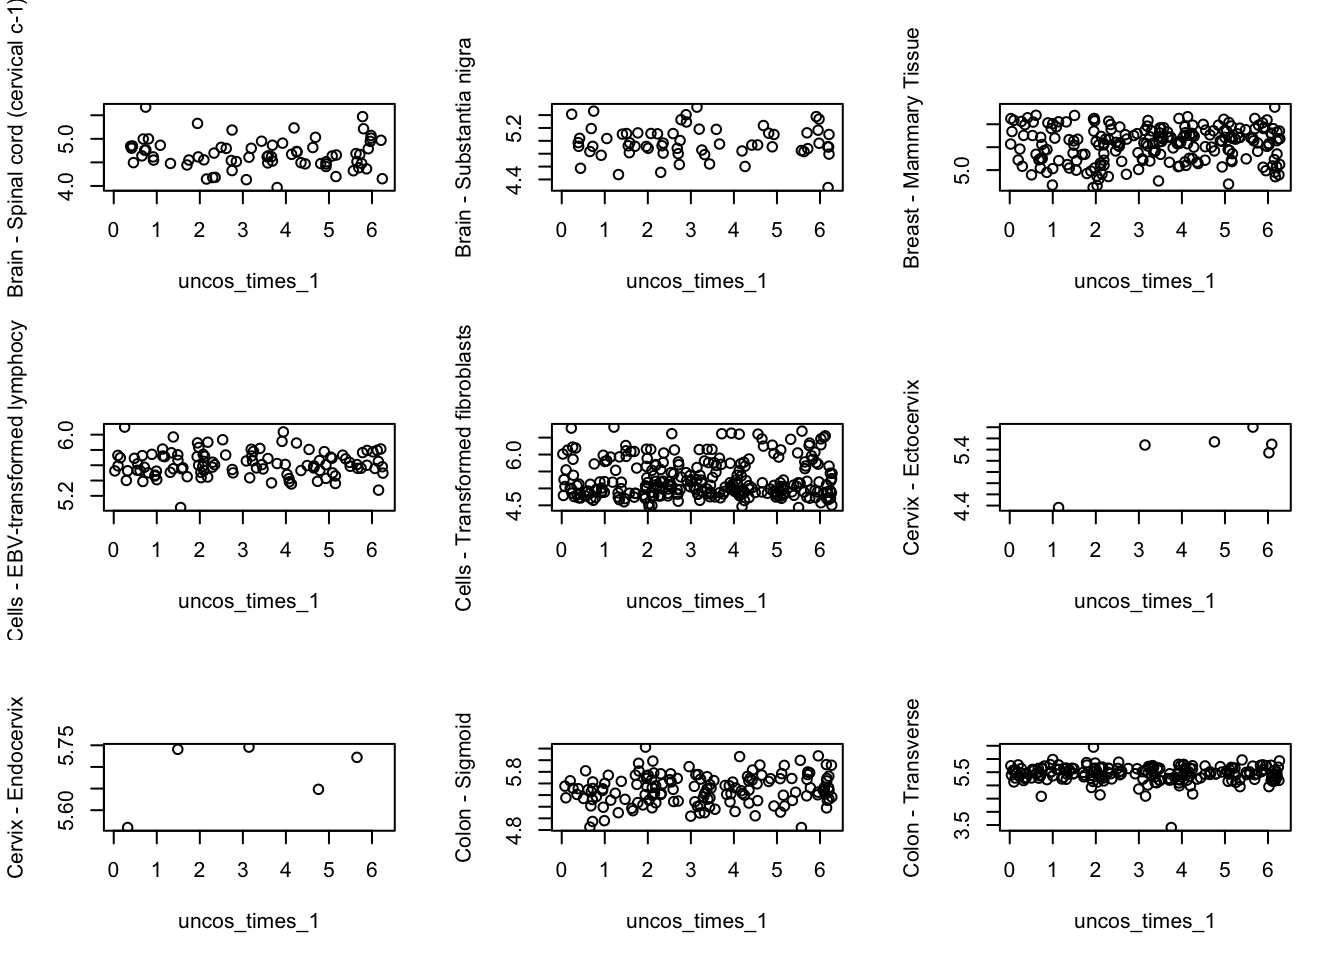 Brain - Spinal cord (cervical c-1)
4.0 5.0
0 1 2 3 4 5 6
uncos_times_1
Brain - Substantia nigra
4.4 5.2
0 1 2 3 4 5 6
uncos_times_1
Breast - Mammary Tissue
5.0
0 1 2 3 4 5 6
uncos_times_1
Cells - EBV-transformed lymphocy
5.2 6.0
0 1 2 3 4 5 6
uncos_times_1
Cells - Transformed fibroblasts
4.5 6.0
0 1 2 3 4 5 6
uncos_times_1
Cervix - Ectocervix
4.4 5.4
0 1 2 3 4 5 6
uncos_times_1
Cervix - Endocervix
5.60 5.75
0 1 2 3 4 5 6
uncos_times_1
Colon - Sigmoid
4.8 5.8
0 1 2 3 4 5 6
uncos_times_1
Colon - Transverse
3.5 5.5
0 1 2 3 4 5 6
uncos_times_1